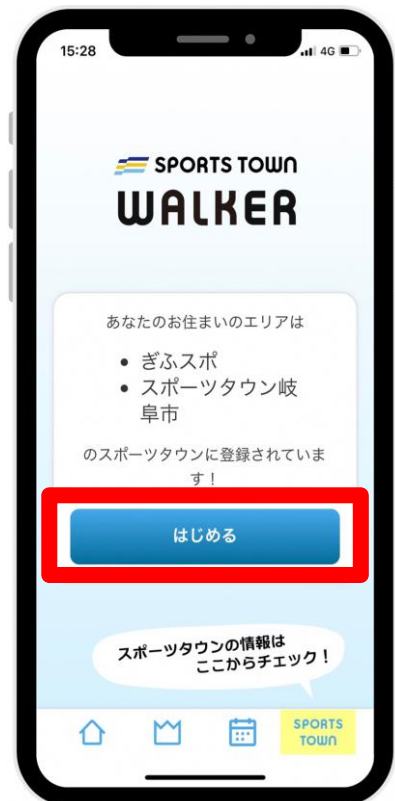 15:28
4G
SPORTS TOWN
WALKER
あなたのお住まいのエリアは
• ぎふスポ
• スポーツタウン岐
阜市
のスポーツタウンに登録されていま
す！
はじめる
スポーツタウンの情報は
ここからチェック！
SPORTS
TOWN